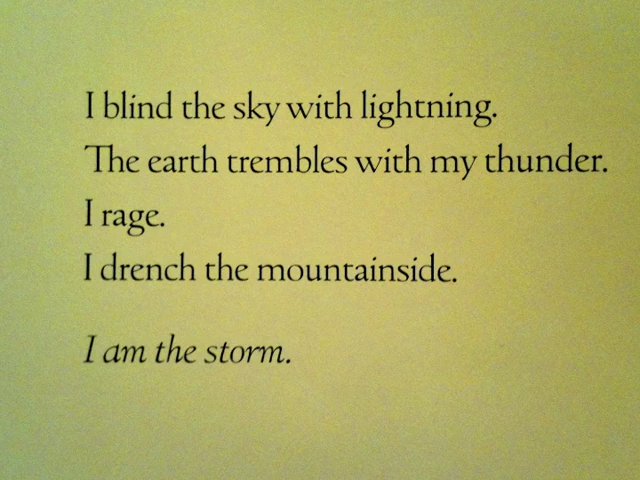 I blind the sky with lightning.
The earth trembles with my thunder.
I rage.
I drench the mountainside.
I am the storm.